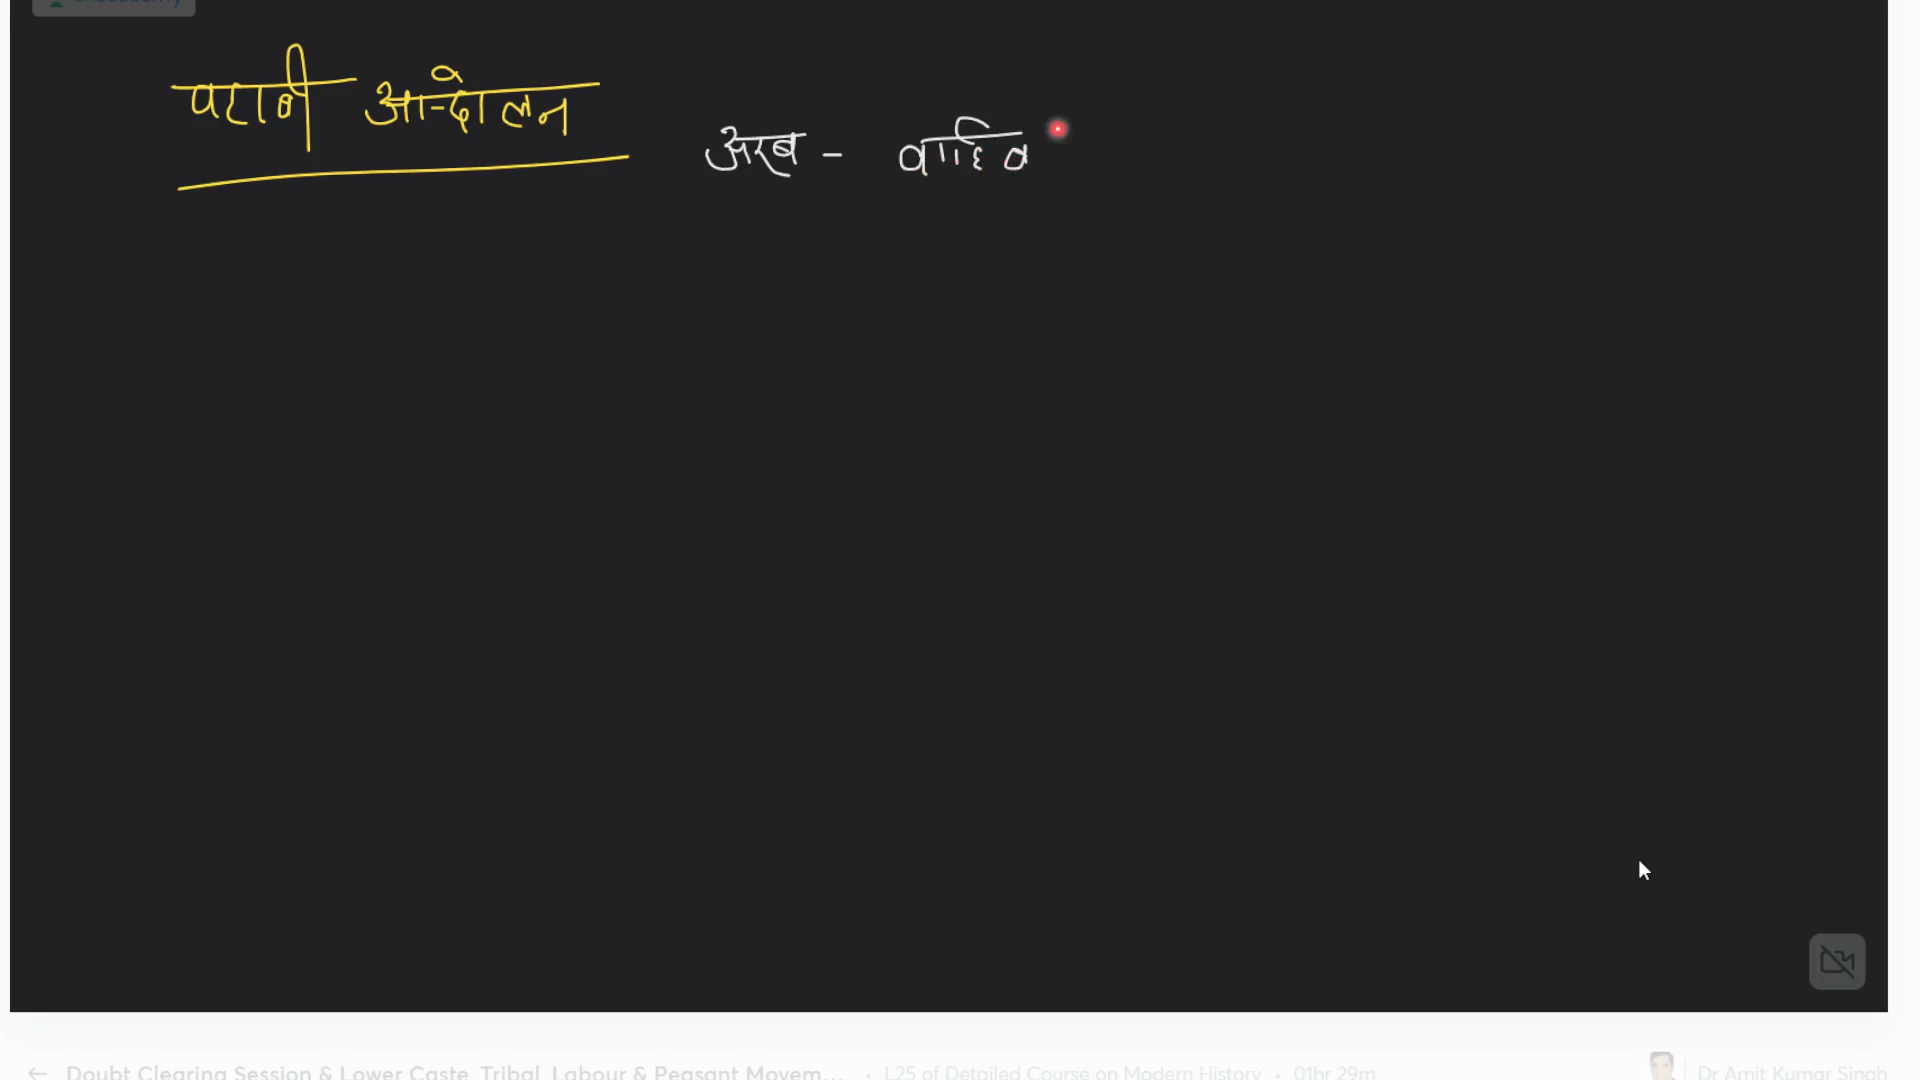 वहाबी आन्दोलन
अरब - वाहिब
Doubt Clearing Session & Lower Caste, Tribal, Labour & Peasant Movem... • L25 of Detailed Course on Modern History • 01hr 29m Dr Amit Kumar Singh